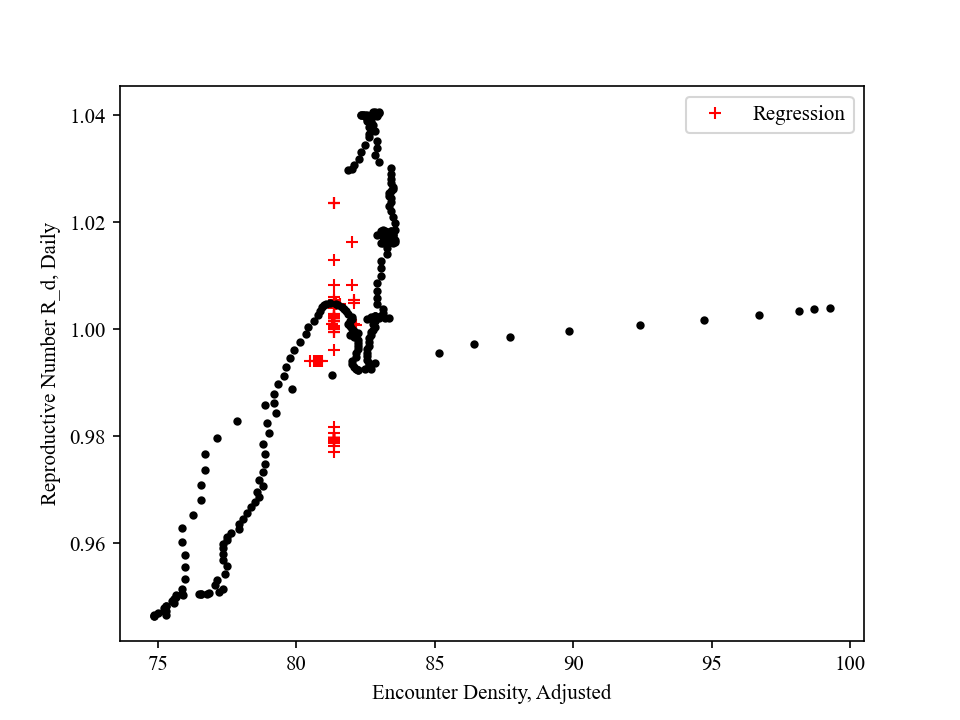 Regression
1.04
1.02
1.00
0.98
0.96
Reproductive Number R_d, Daily
75 80 85 90 95 100
Encounter Density, Adjusted